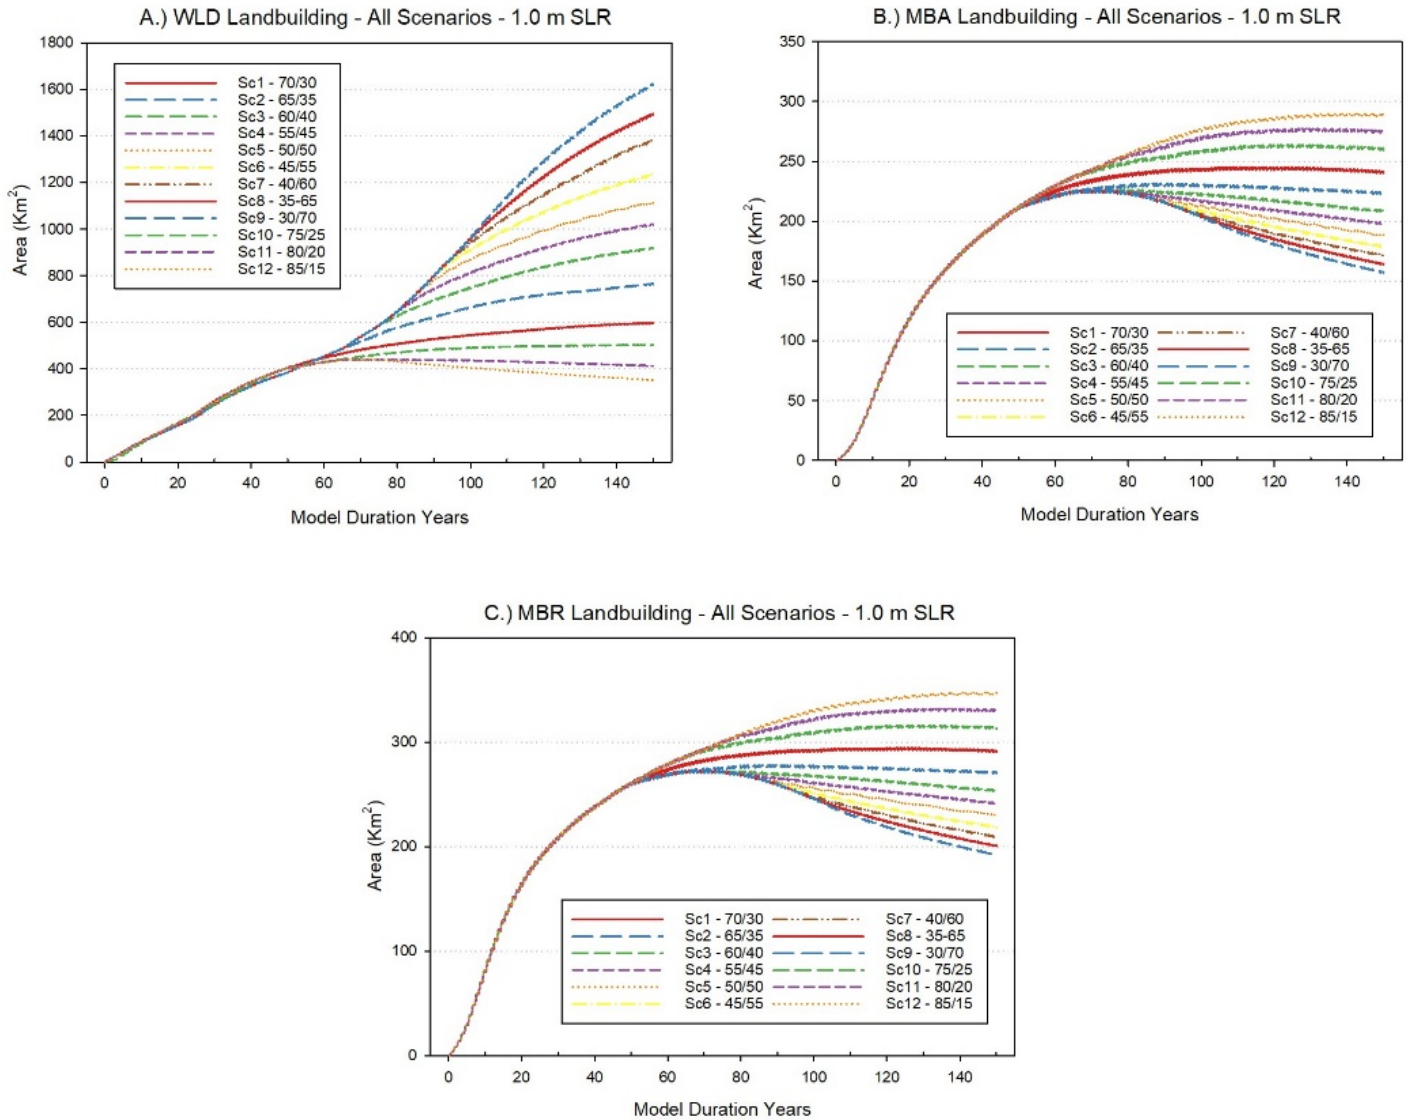 A.) WLD Landbuilding - All Scenarios - 1.0 m SLR
1800
1600
1400
1200
1000
800
600
400
200
0
Area (Km²)
Sc1 - 70/30
Sc2 - 65/35
Sc3 - 60/40
Sc4 - 55/45
Sc5 - 50/50
Sc6 - 45/55
Sc7 - 40/60
Sc8 - 35-65
Sc9 - 30/70
Sc10 - 75/25
Sc11 - 80/20
Sc12 - 85/15
0 20 40 60 80 100 120 140
Model Duration Years
B.) MBA Landbuilding - All Scenarios - 1.0 m SLR
350
300
250
200
150
100
50
0
Area (Km²)
Sc1 - 70/30 Sc7 - 40/60
Sc2 - 65/35 Sc8 - 35-65
Sc3 - 60/40 Sc9 - 30/70
Sc4 - 55/45 Sc10 - 75/25
Sc5 - 50/50 Sc11 - 80/20
Sc6 - 45/55 Sc12 - 85/15
0 20 40 60 80 100 120 140
Model Duration Years
C.) MBR Landbuilding - All Scenarios - 1.0 m SLR
400
300
200
100
0
Area (Km²)
Sc1 - 70/30 Sc7 - 40/60
Sc2 - 65/35 Sc8 - 35-65
Sc3 - 60/40 Sc9 - 30/70
Sc4 - 55/45 Sc10 - 75/25
Sc5 - 50/50 Sc11 - 80/20
Sc6 - 45/55 Sc12 - 85/15
0 20 40 60 80 100 120 140
Model Duration Years